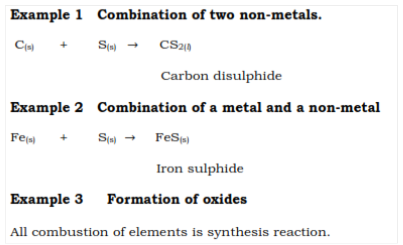 Example 1 Combination of two non-metals.
C(s) + S(s) → CS2(l)
Carbon disulphide
Example 2 Combination of a metal and a non-metal
Fe(s) + S(s) → FeS(s)
Iron sulphide
Example 3 Formation of oxides
All combustion of elements is synthesis reaction.